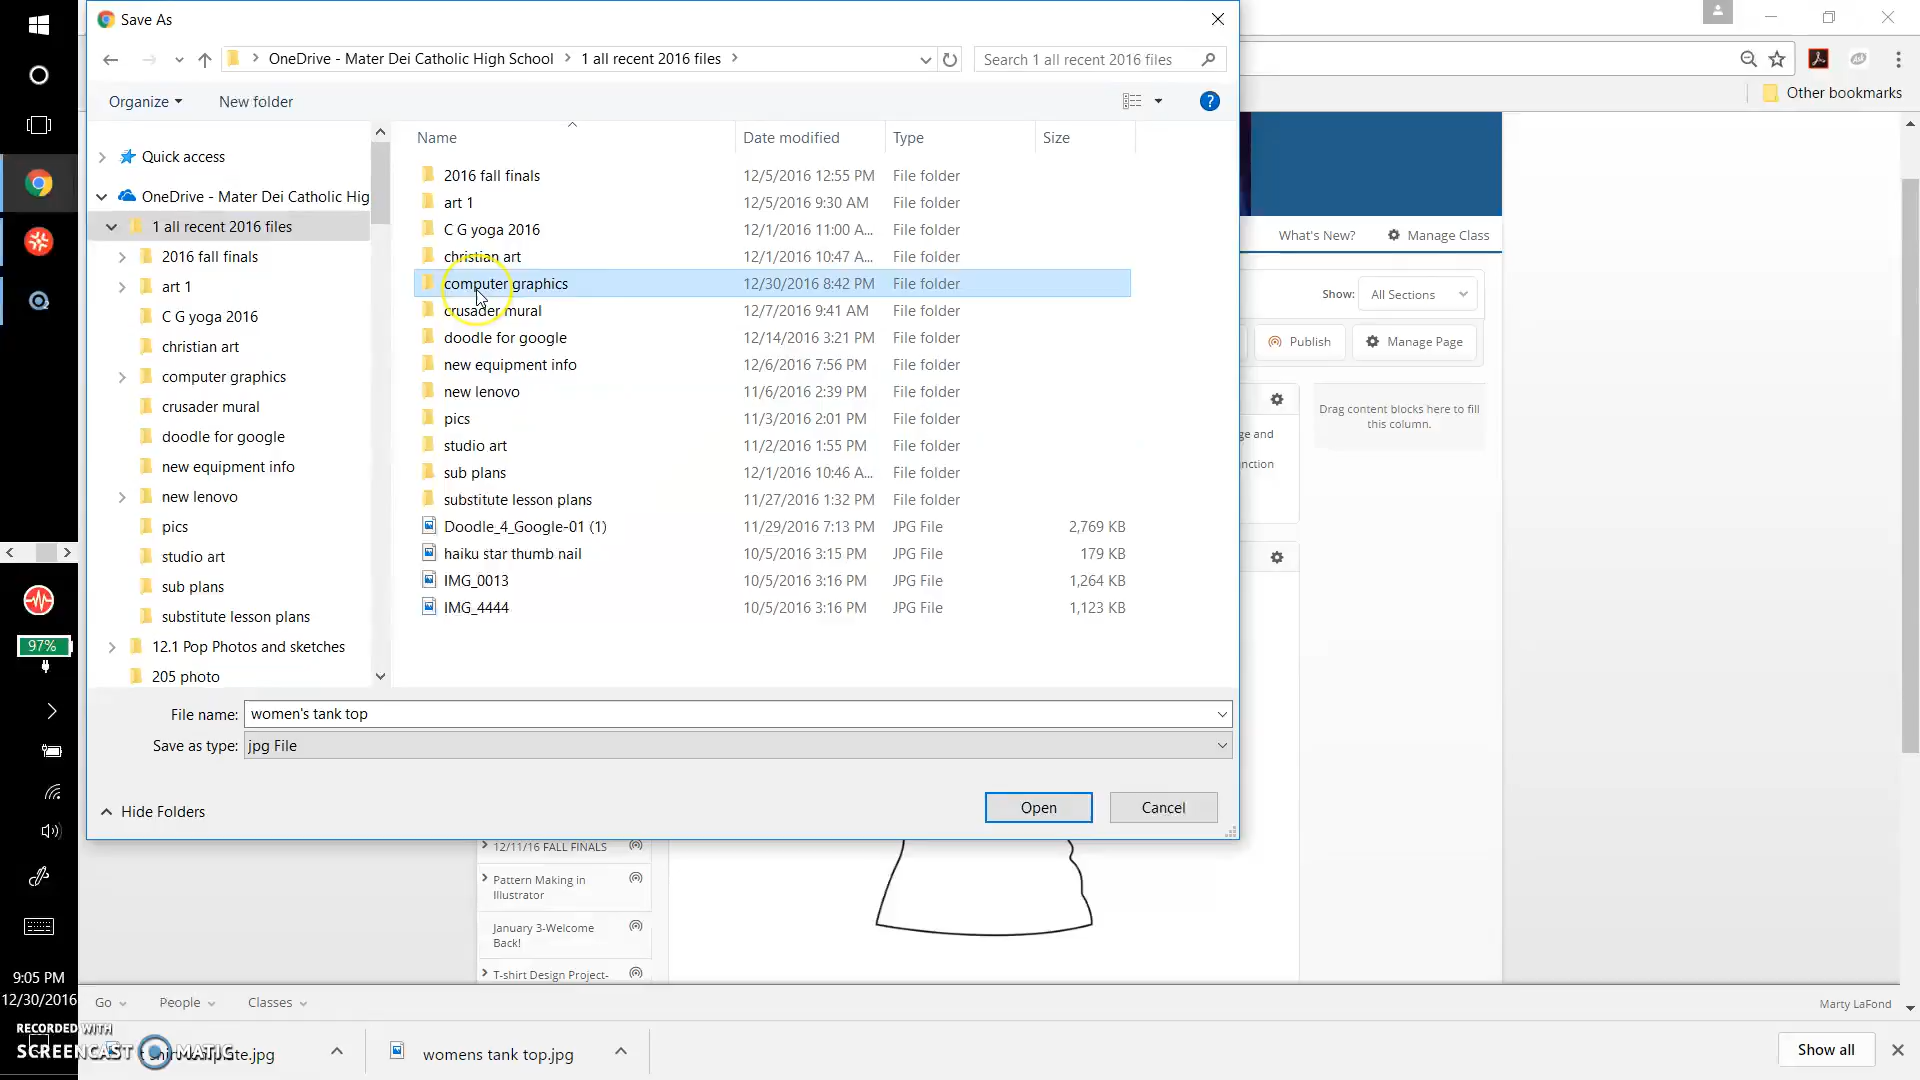 Save As
OneDrive - Mater Dei Catholic High School
1 all recent 2016 files
Search 1 all recent 2016 files
Organize
New folder
Other bookmarks
Name
Date modified
Type
Size
Quick access
OneDrive - Mater Dei Catholic Hig
1 all recent 2016 files
2016 fall finals
art 1
C G yoga 2016
christian art
computer graphics
crusader mural
doodle for google
new equipment info
new lenovo
pics
studio art
sub plans
substitute lesson plans
12.1 Pop Photos and sketches
205 photo
2016 fall finals 12/5/2016 12:55 PM File folder
art 1 12/5/2016 9:30 AM File folder
C G yoga 2016 12/1/2016 11:00 A... File folder
christian art 12/1/2016 10:47 A... File folder
computer graphics 12/30/2016 8:42 PM File folder
crusader mural 12/7/2016 9:41 AM File folder
doodle for google 12/14/2016 3:21 PM File folder
new equipment info 12/6/2016 7:56 PM File folder
new lenovo 11/6/2016 2:39 PM File folder
pics 11/3/2016 2:01 PM File folder
studio art 11/2/2016 1:55 PM File folder
sub plans 12/1/2016 10:46 A... File folder
substitute lesson plans 11/27/2016 1:32 PM File folder
Doodle_4_Google-01 (1) 11/29/2016 7:13 PM JPG File 2,769 KB
haiku star thumb nail 10/5/2016 3:15 PM JPG File 179 KB
IMG_0013 10/5/2016 3:16 PM JPG File 1,264 KB
IMG_4444 10/5/2016 3:16 PM JPG File 1,123 KB
File name: women's tank top
Save as type: jpg File
Hide Folders
Open
Cancel
What's New?
Manage Class
Show: All Sections
Publish
Manage Page
Drag content blocks here to fill
this column.
ge and
nction
97%
12/11/16 FALL FINALS
Pattern Making in
Illustrator
January 3-Welcome
Back!
T-shirt Design Project-
9:05 PM
12/30/2016
Go
People
Classes
Marty LaFond
RECORDED WITH
SCREENCAST MATIC
womens tank top.jpg
Show all